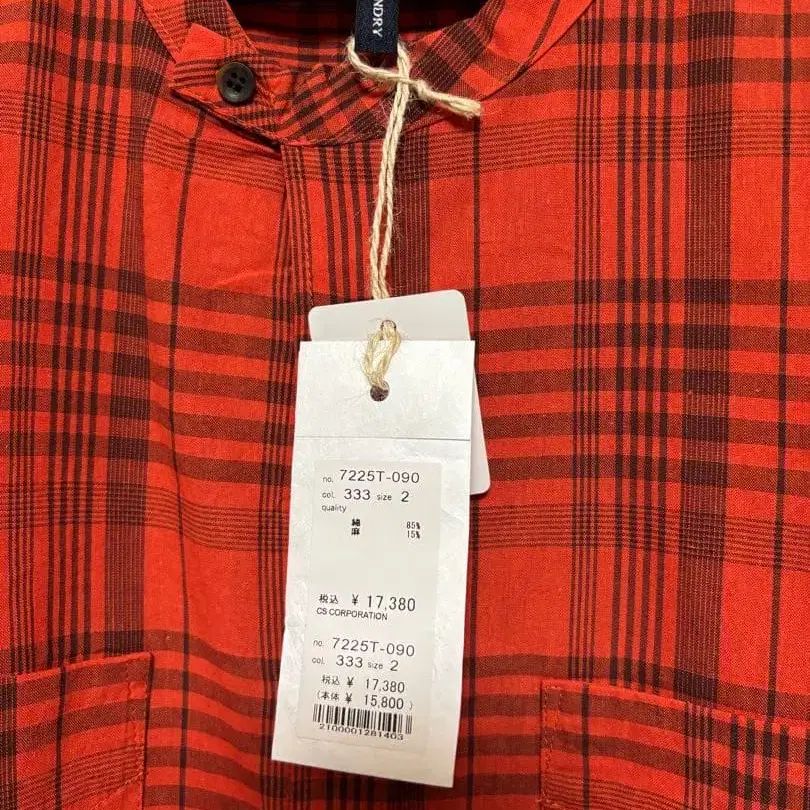 NDRY
no. 7225T-090
col. 333 size 2
quality
綿 85%
麻 15%
税込 ¥ 17,380
CS CORPORATION
no. 7225T-090
col. 333 size 2
税込 ¥ 17,380
(本体 ¥ 15,800 )
2100001281403